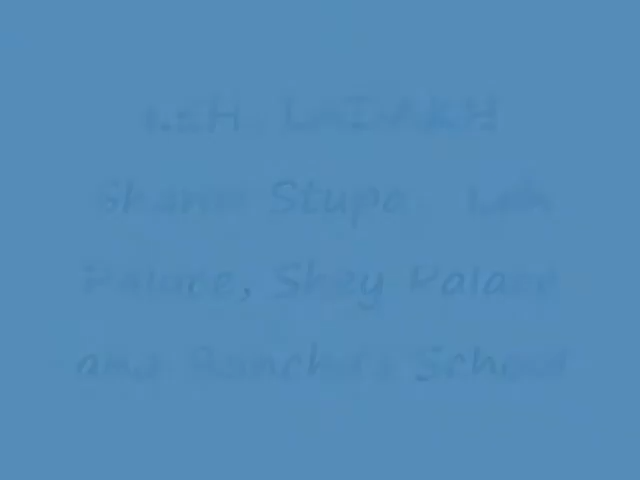 LEH, LADAKH
Shanti Stupa, Leh
Palace, Shey Palace
and Rancho's School